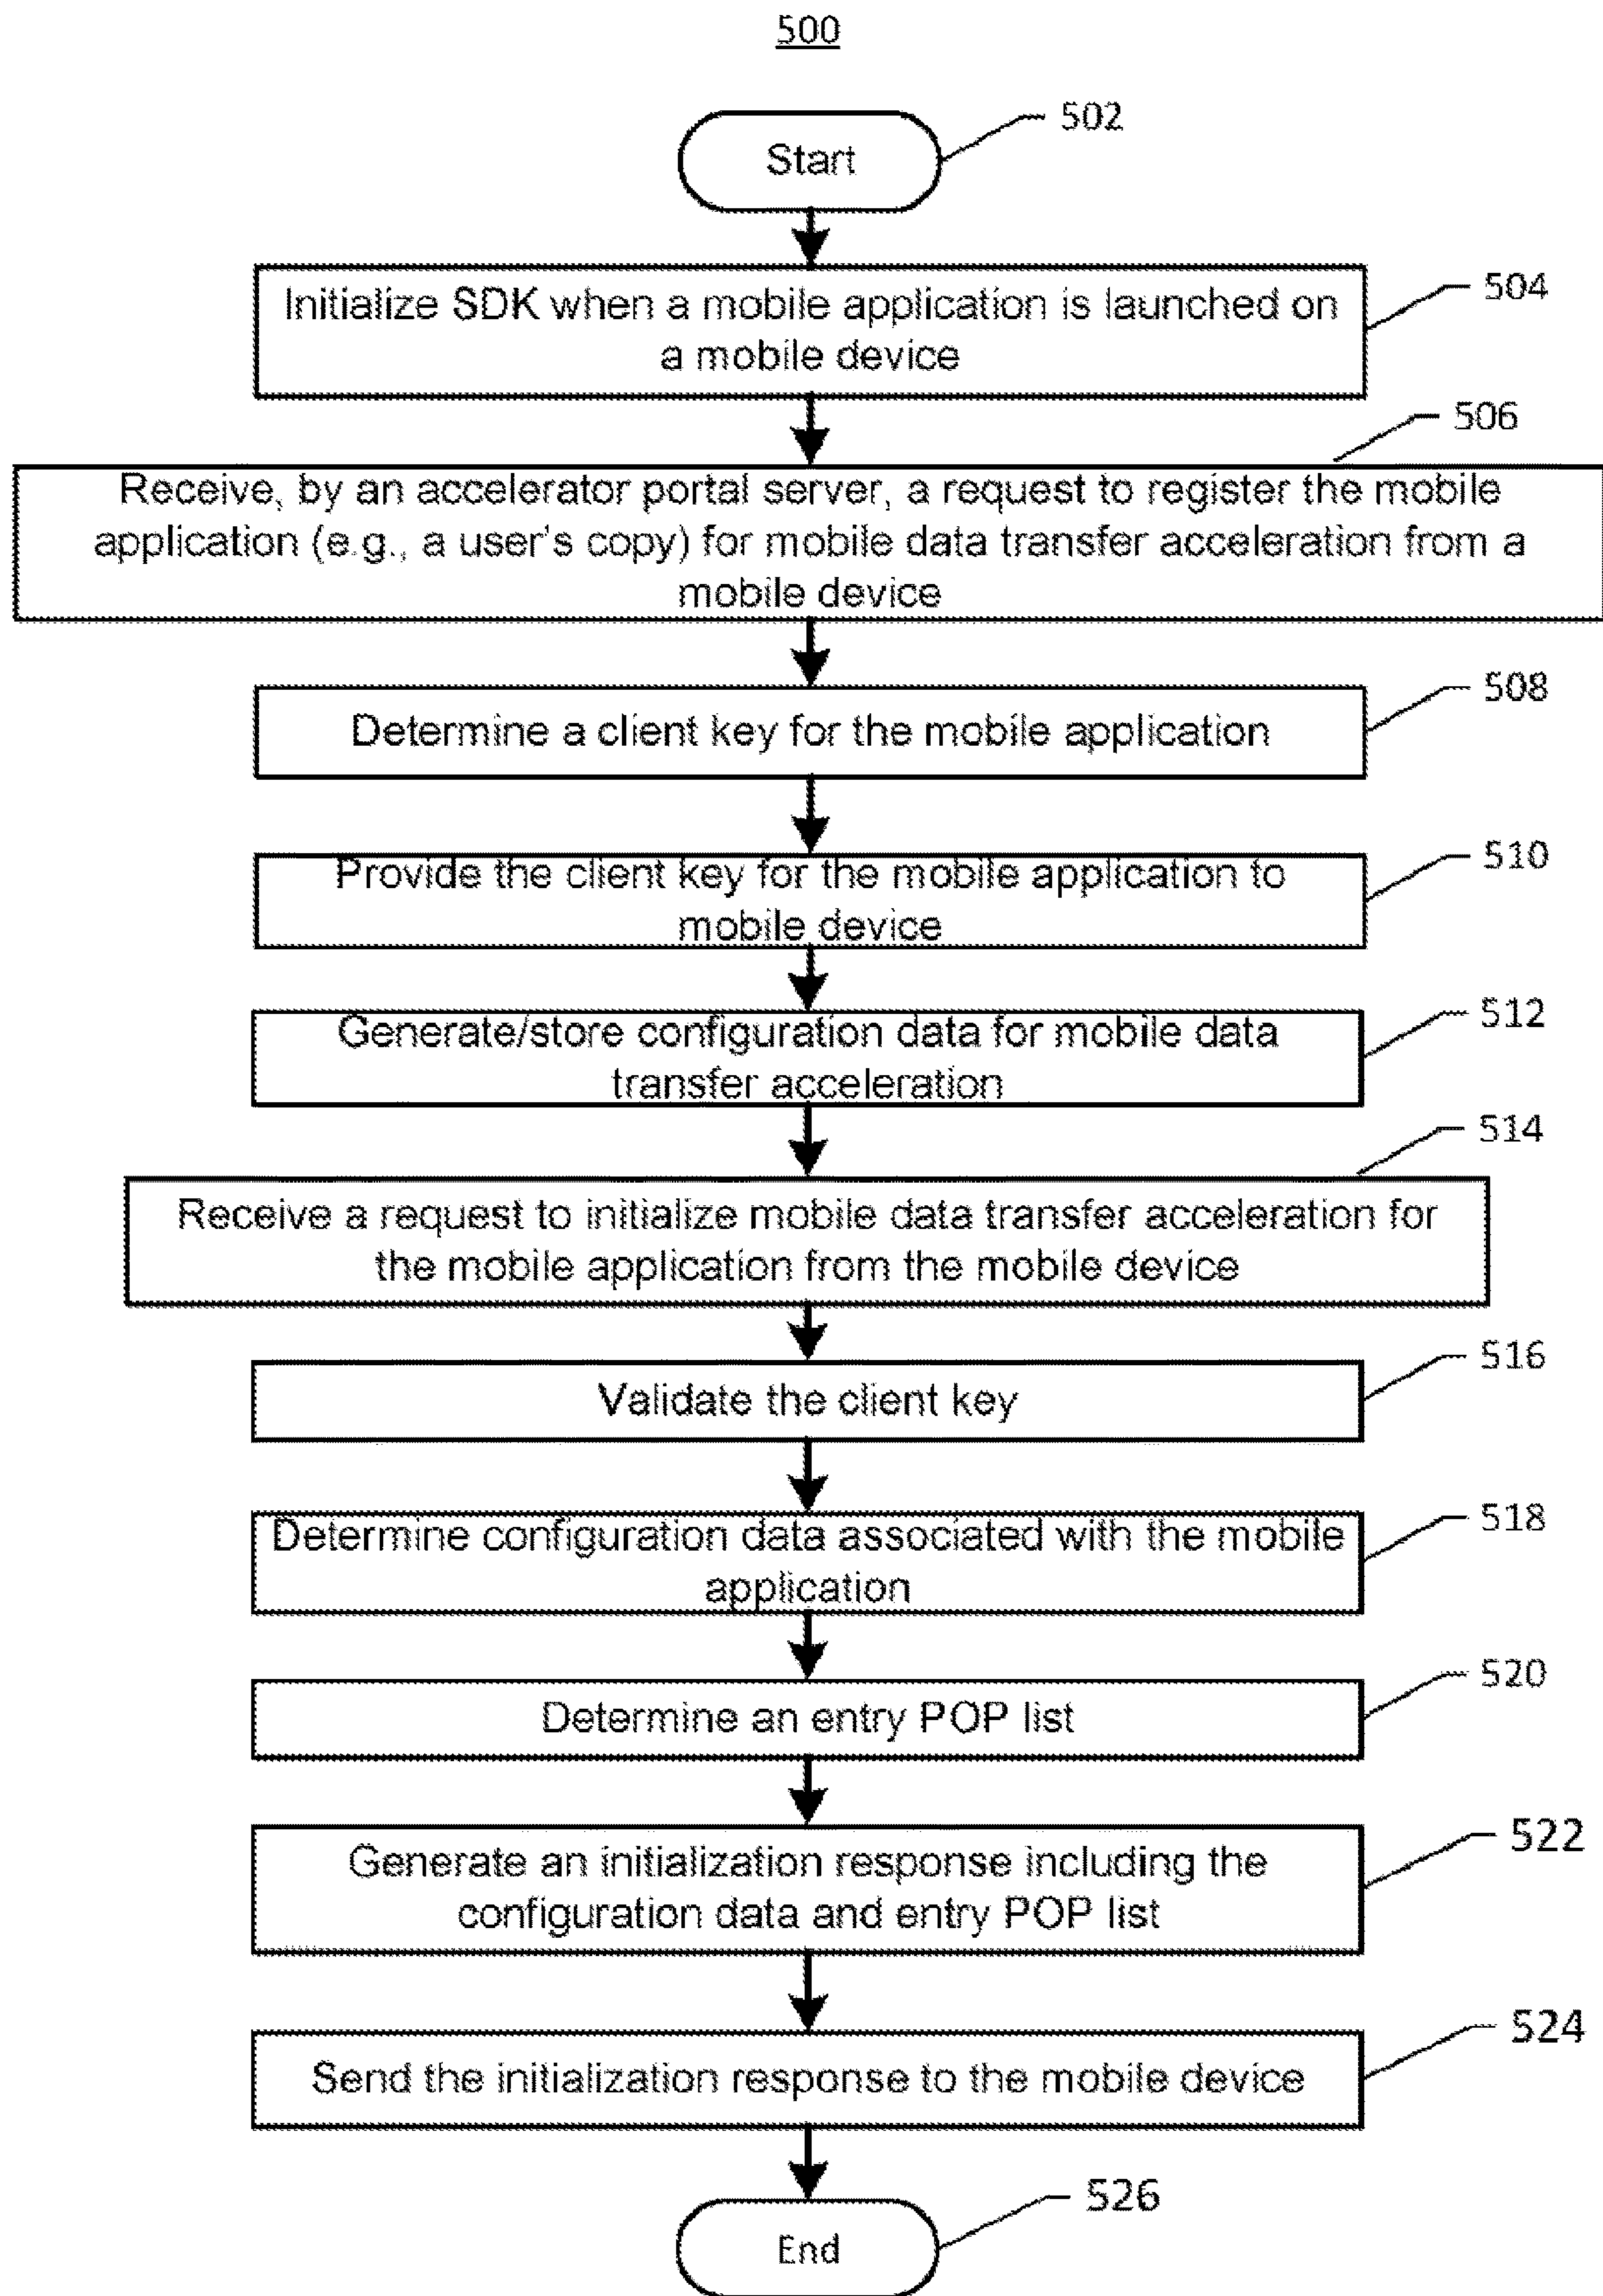 500
502
Start
504
Initialize SDK when a mobile application is launched on
a mobile device
506
Receive, by an accelerator portal server, a request to register the mobile
application (e.g., a user's copy) for mobile data transfer acceleration from a
mobile device
508
Determine a client key for the mobile application
510
Provide the client key for the mobile application to
mobile device
512
Generate/store configuration data for mobile data
transfer acceleration
514
Receive a request to initialize mobile data transfer acceleration for
the mobile application from the mobile device
516
Validate the client key
518
Determine configuration data associated with the mobile
application
520
Determine an entry POP list
522
Generate an initialization response including the
configuration data and entry POP list
524
Send the initialization response to the mobile device
526
End